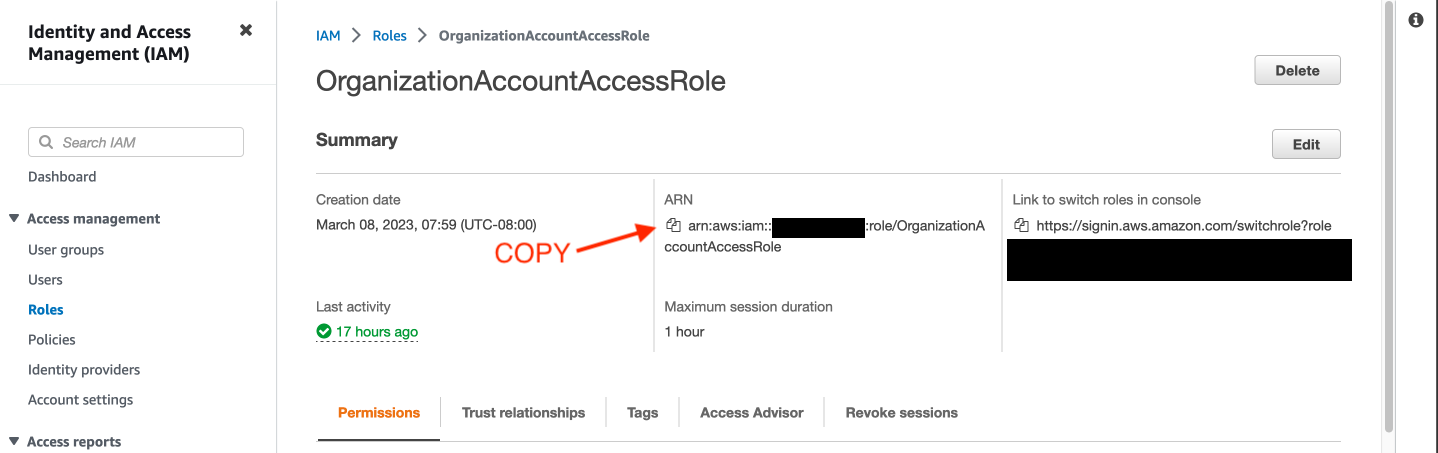 Identity and Access
Management (IAM)
Search IAM
Dashboard
Access management
User groups
Users
Roles
Policies
Identity providers
Account settings
Access reports
IAM > Roles > OrganizationAccountAccessRole
OrganizationAccountAccessRole
Delete
Summary
Edit
Creation date
March 08, 2023, 07:59 (UTC-08:00)
COPY
ARN
arn:aws:iam:: :role/OrganizationA
ccountAccessRole
Link to switch roles in console
https://signin.aws.amazon.com/switchrole?role
Last activity
17 hours ago
Maximum session duration
1 hour
Permissions
Trust relationships
Tags
Access Advisor
Revoke sessions